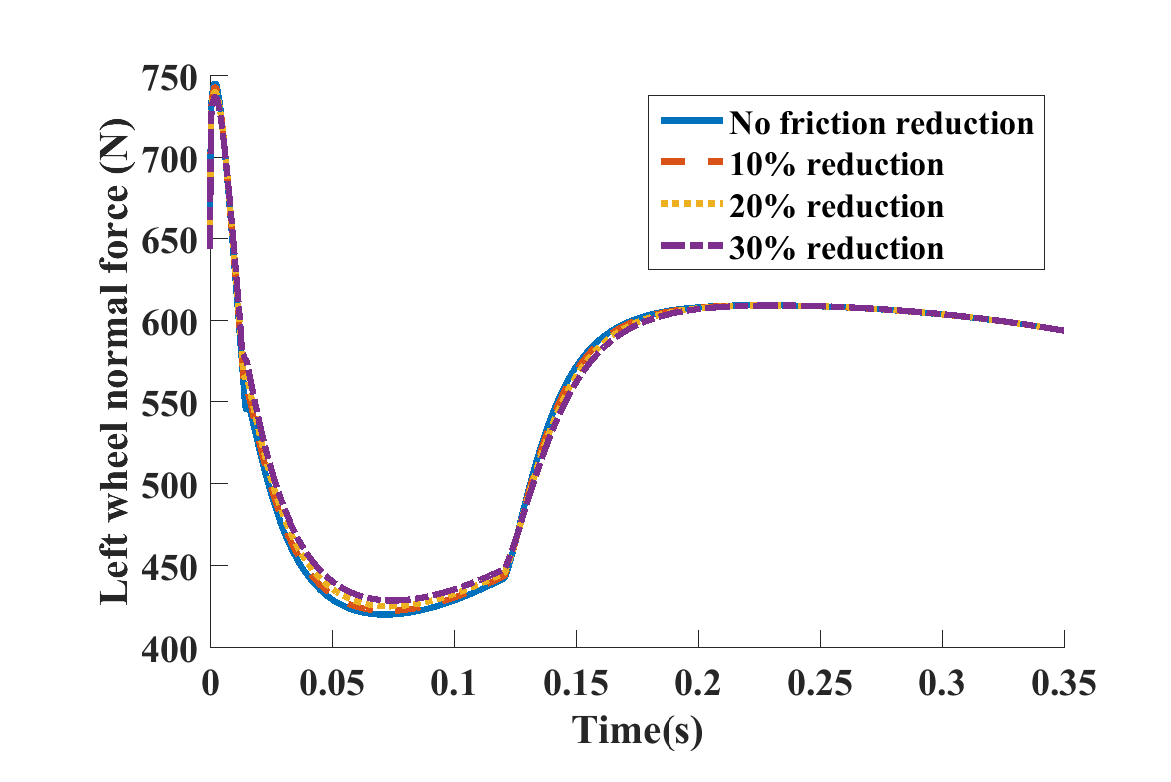 750
700
650
600
550
500
450
400
Left wheel normal force (N)
No friction reduction
10% reduction
20% reduction
30% reduction
0 0.05 0.1 0.15 0.2 0.25 0.3 0.35
Time(s)